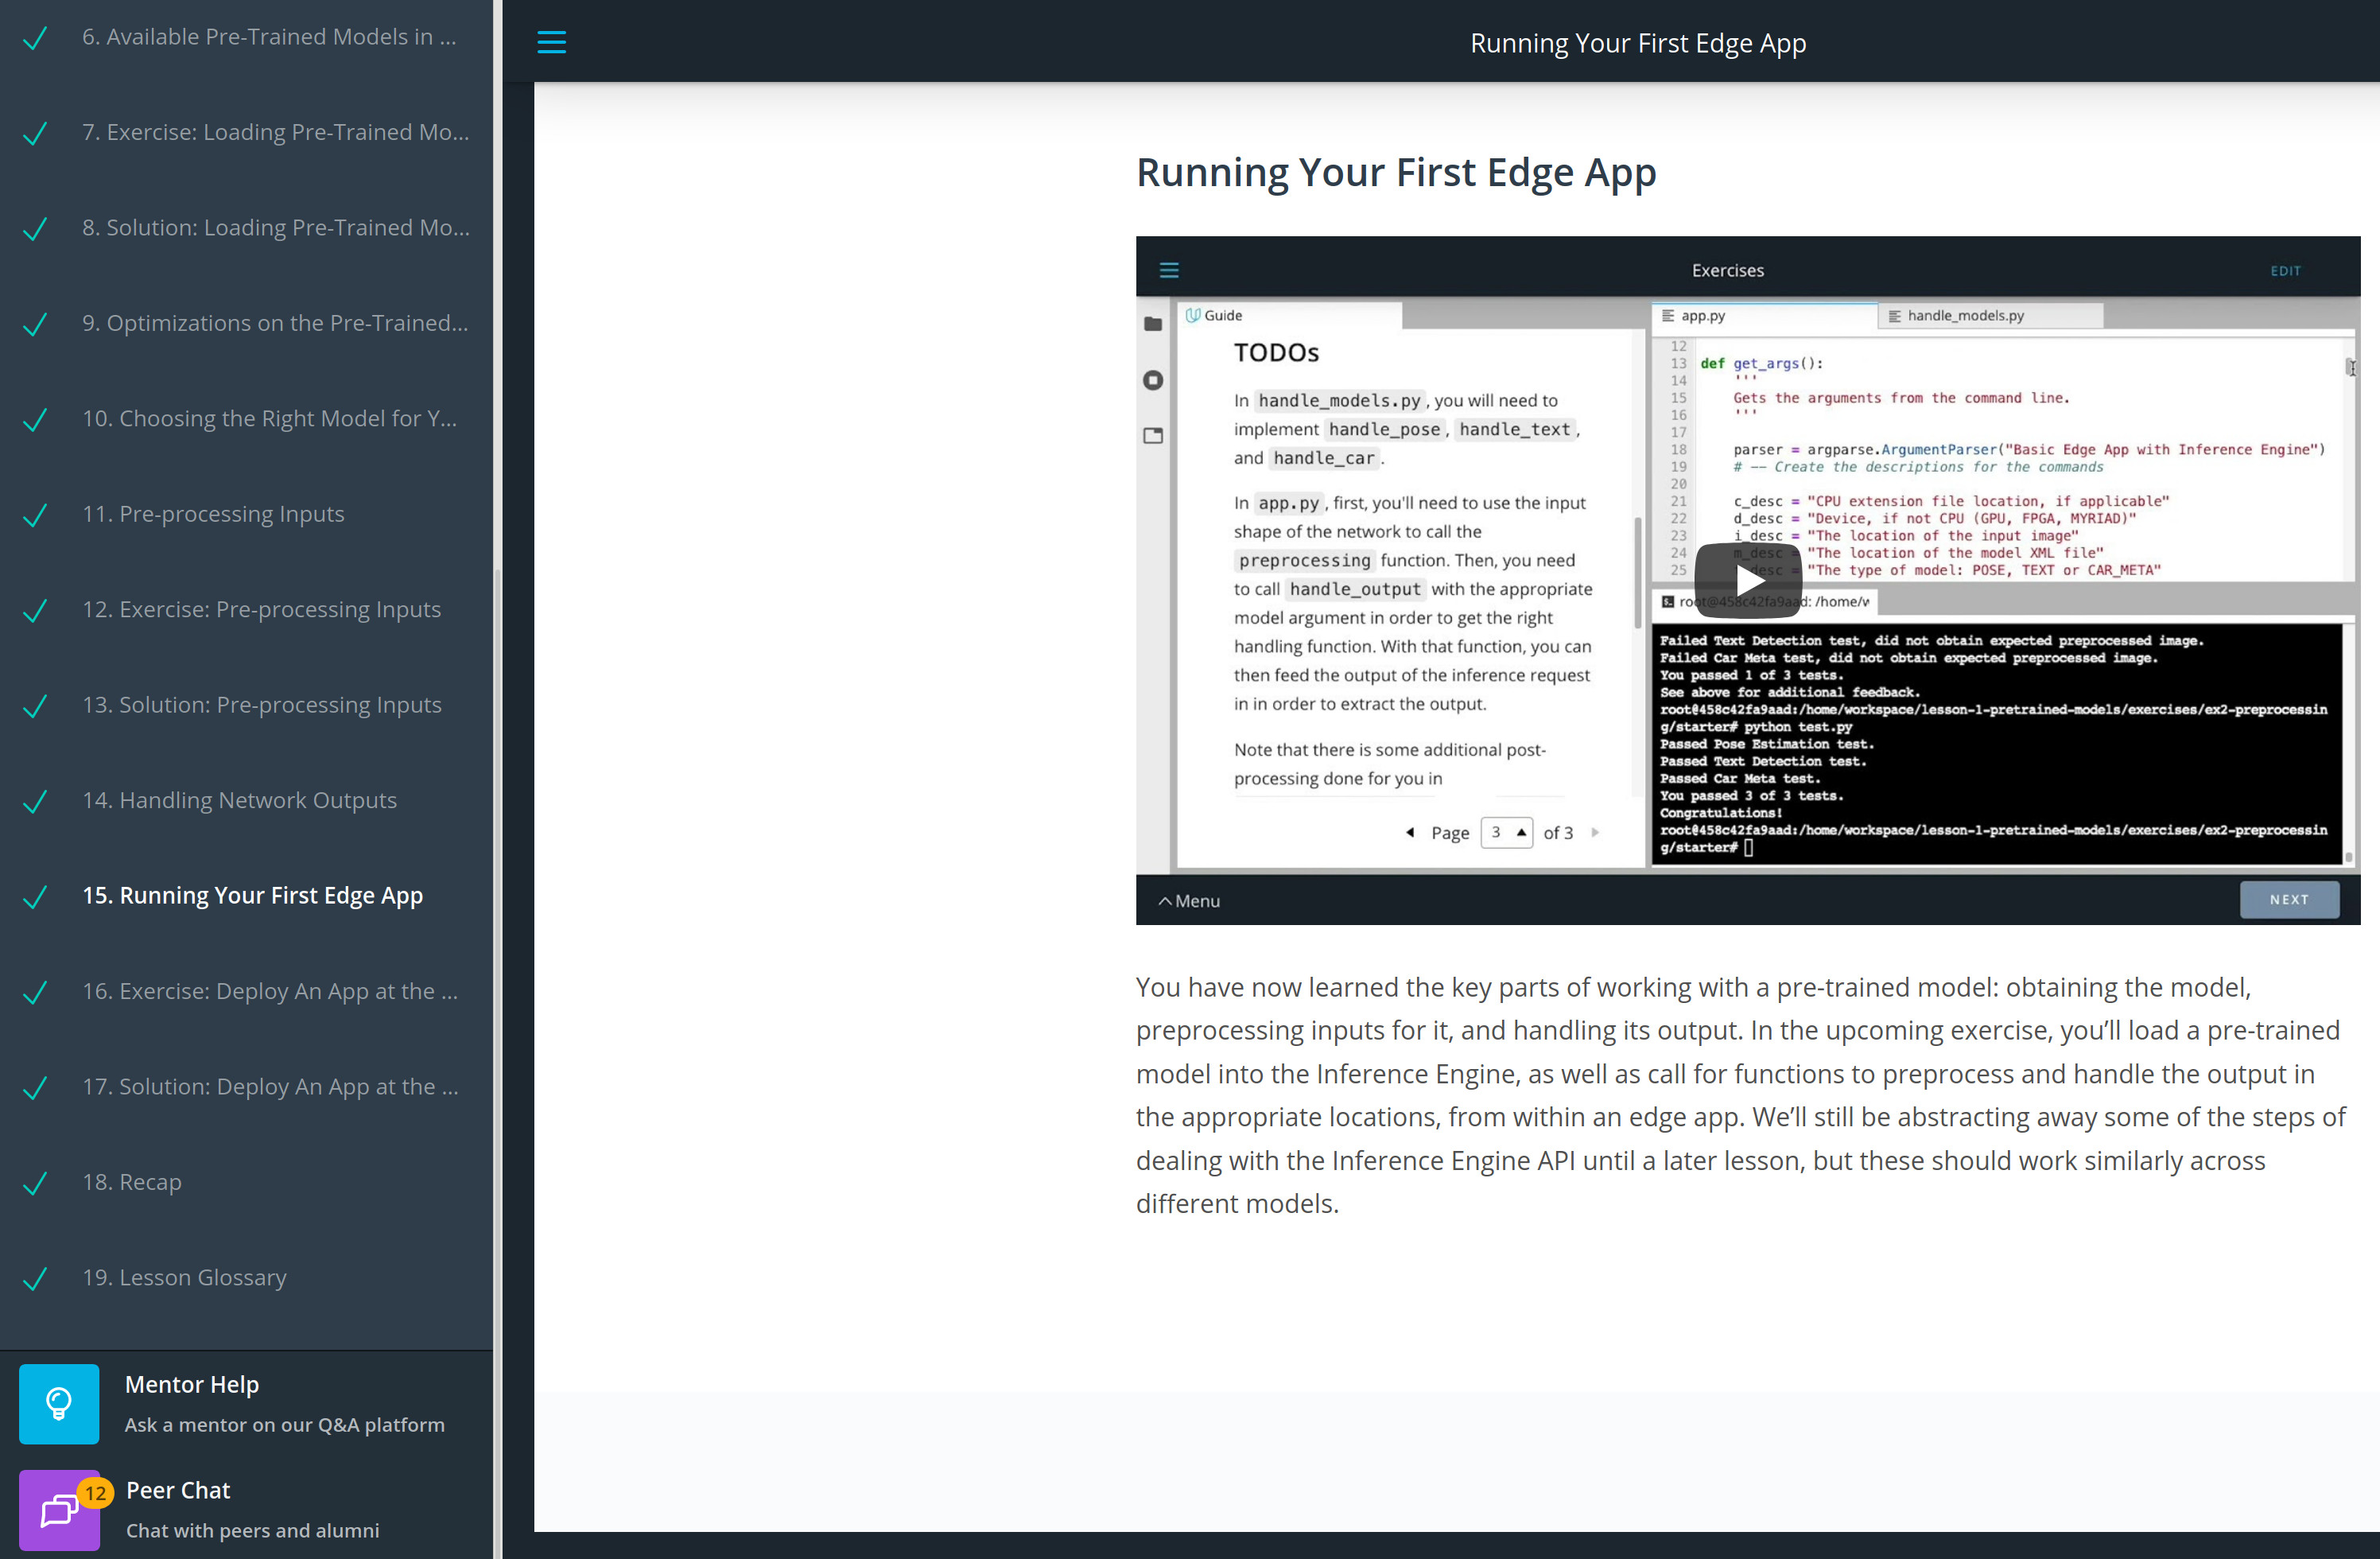 6. Available Pre-Trained Models in ...
7. Exercise: Loading Pre-Trained Mo...
8. Solution: Loading Pre-Trained Mo...
9. Optimizations on the Pre-Trained...
10. Choosing the Right Model for Y...
11. Pre-processing Inputs
12. Exercise: Pre-processing Inputs
13. Solution: Pre-processing Inputs
14. Handling Network Outputs
15. Running Your First Edge App
16. Exercise: Deploy An App at the ...
17. Solution: Deploy An App at the ...
18. Recap
19. Lesson Glossary
Mentor Help
Ask a mentor on our Q&A platform
12
Peer Chat
Chat with peers and alumni
Running Your First Edge App
Running Your First Edge App
Exercises
EDIT
Guide
TODOs
In handle_models.py, you will need to
implement handle_pose, handle_text,
and handle_car.
In app.py, first, you'll need to use the input
shape of the network to call the
preprocessing function. Then, you need
to call handle_output with the appropriate
model argument in order to get the right
handling function. With that function, you can
then feed the output of the inference request
in in order to extract the output.
Note that there is some additional post-
processing done for you in
Page 3 of 3
app.py
handle_models.py
12
13 def get_args():
14 '''
15 Gets the arguments from the command line.
16 '''
17
18 parser = argparse.ArgumentParser("Basic Edge App with Inference Engine")
19 # -- Create the descriptions for the commands
20
21 c_desc = "CPU extension file location, if applicable"
22 d_desc = "Device, if not CPU (GPU, FPGA, MYRIAD)"
23 i_desc = "The location of the input image"
24 m_desc = "The location of the model XML file"
25 desc = "The type of model: POSE, TEXT or CAR_META"
root@458c42fa9aad: /home/w
Failed Text Detection test, did not obtain expected preprocessed image.
Failed Car Meta test, did not obtain expected preprocessed image.
You passed 1 of 3 tests.
See above for additional feedback.
root@458c42fa9aad:/home/workspace/lesson-1-pretrained-models/exercises/ex2-preprocessin
g/starter# python test.py
Passed Pose Estimation test.
Passed Text Detection test.
Passed Car Meta test.
You passed 3 of 3 tests.
Congratulations!
root@458c42fa9aad:/home/workspace/lesson-1-pretrained-models/exercises/ex2-preprocessin
g/starter#
Menu
NEXT
You have now learned the key parts of working with a pre-trained model: obtaining the model,
preprocessing inputs for it, and handling its output. In the upcoming exercise, you’ll load a pre-trained
model into the Inference Engine, as well as call for functions to preprocess and handle the output in
the appropriate locations, from within an edge app. We’ll still be abstracting away some of the steps of
dealing with the Inference Engine API until a later lesson, but these should work similarly across
different models.